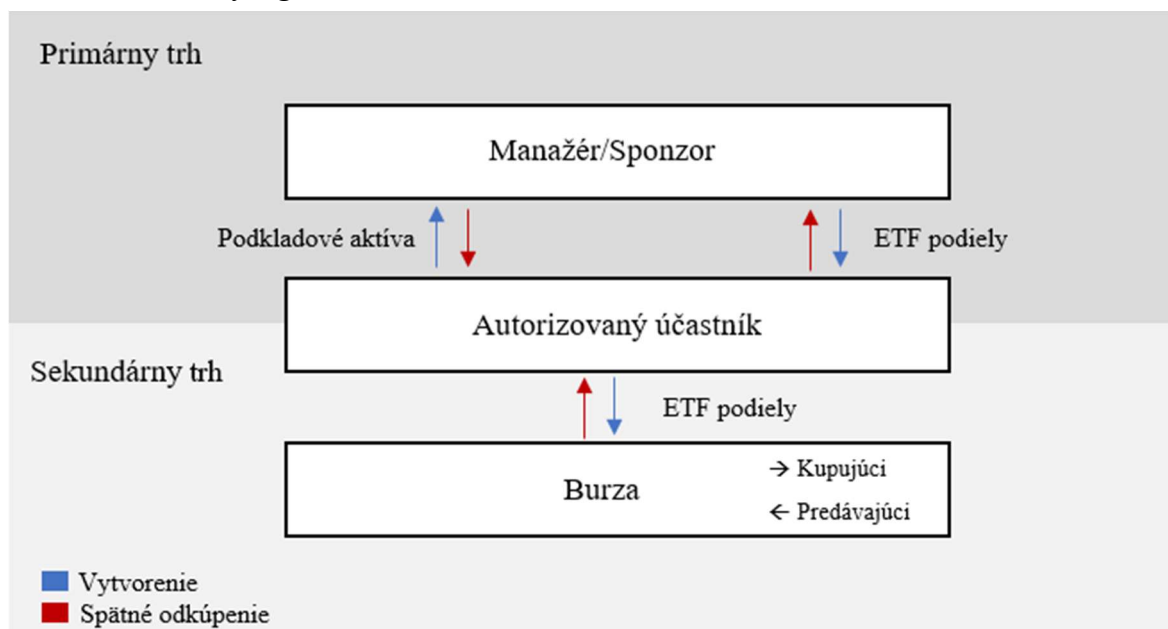 Primárny trh
Manažér/Sponzor
Podkladové aktíva
ETF podiely
Autorizovaný účastník
Sekundárny trh
ETF podiely
Burza
→ Kupujúci
← Predávajúci
Vytvorenie
Spätné odkúpenie